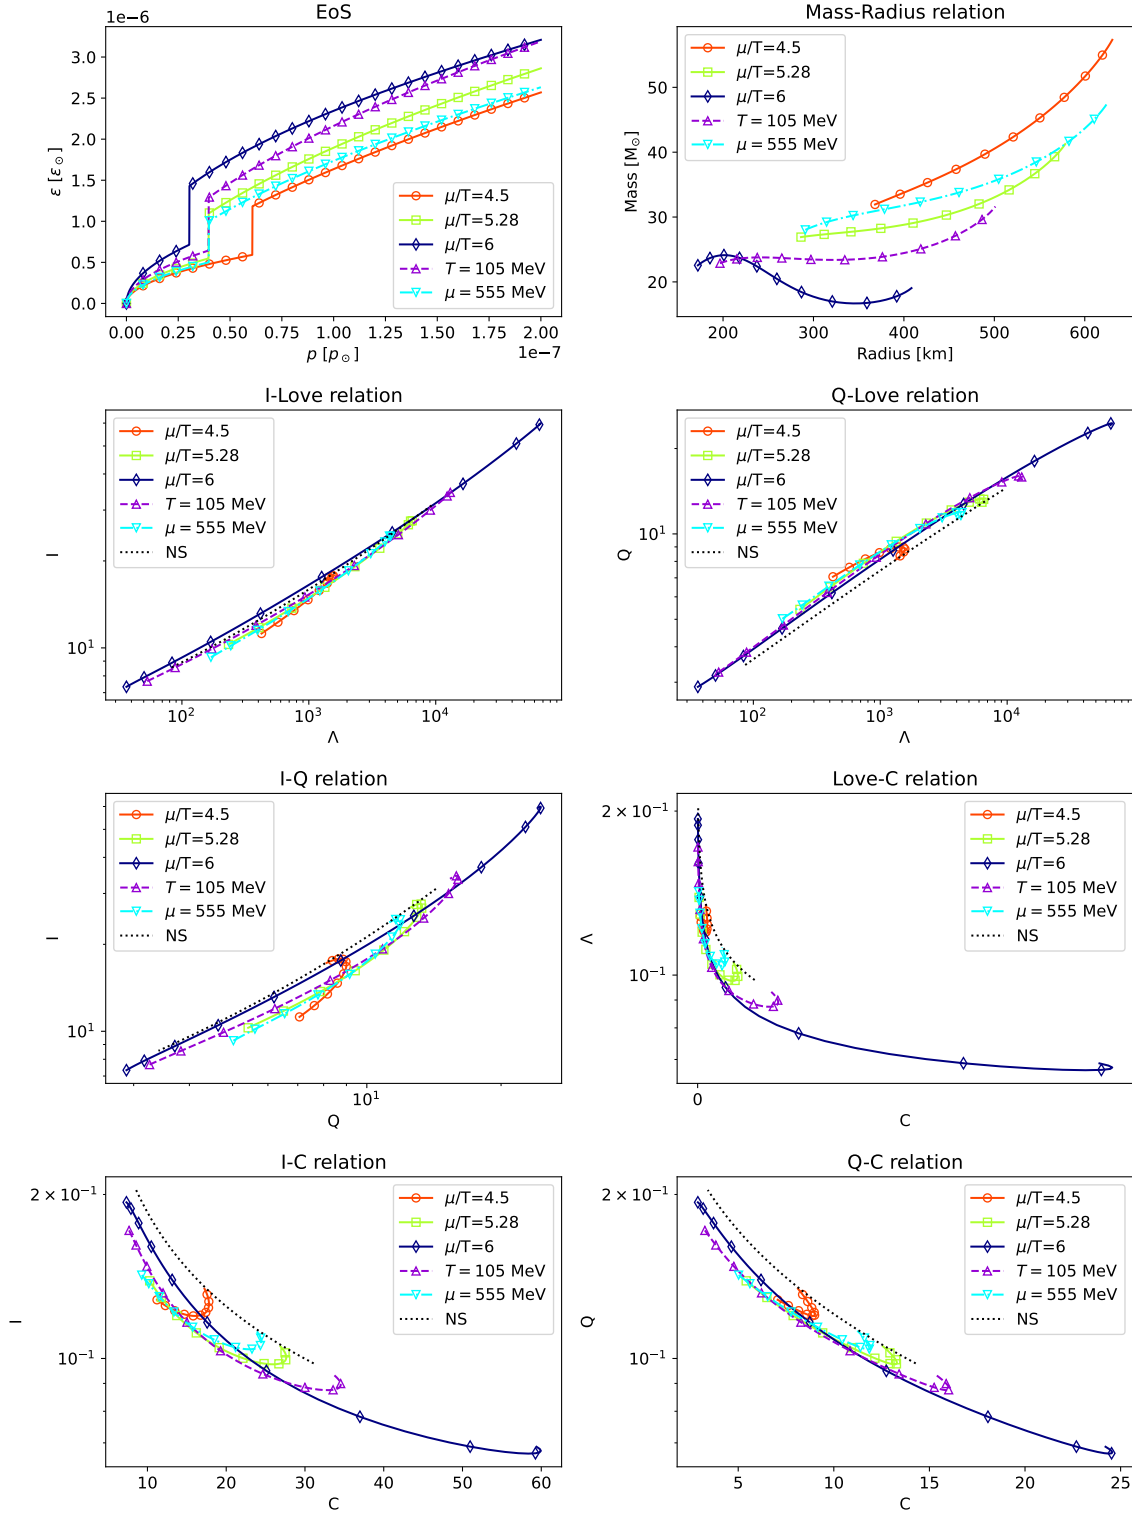 EoS
1e−6
ε [ε⊙]
3.0
2.5
2.0
1.5
1.0
0.5
0.0
μ/T=4.5
μ/T=5.28
μ/T=6
T = 105 MeV
μ = 555 MeV
0.00 0.25 0.50 0.75 1.00 1.25 1.50 1.75 2.00
p [p⊙]
1e−7
Mass-Radius relation
Mass [M⊙]
50
40
30
20
μ/T=4.5
μ/T=5.28
μ/T=6
T = 105 MeV
μ = 555 MeV
200 300 400 500 600
Radius [km]
I-Love relation
I
10¹
μ/T=4.5
μ/T=5.28
μ/T=6
T = 105 MeV
μ = 555 MeV
NS
10² 10³ 10⁴
Λ
Q-Love relation
Q
10¹
μ/T=4.5
μ/T=5.28
μ/T=6
T = 105 MeV
μ = 555 MeV
NS
10² 10³ 10⁴
Λ
I-Q relation
I
10¹
μ/T=4.5
μ/T=5.28
μ/T=6
T = 105 MeV
μ = 555 MeV
NS
10¹
Q
Love-C relation
Λ
2 × 10⁻¹
10⁻¹
μ/T=4.5
μ/T=5.28
μ/T=6
T = 105 MeV
μ = 555 MeV
NS
0
C
I-C relation
I
2 × 10⁻¹
10⁻¹
μ/T=4.5
μ/T=5.28
μ/T=6
T = 105 MeV
μ = 555 MeV
NS
10 20 30 40 50 60
C
Q-C relation
Q
2 × 10⁻¹
10⁻¹
μ/T=4.5
μ/T=5.28
μ/T=6
T = 105 MeV
μ = 555 MeV
NS
5 10 15 20 25
C